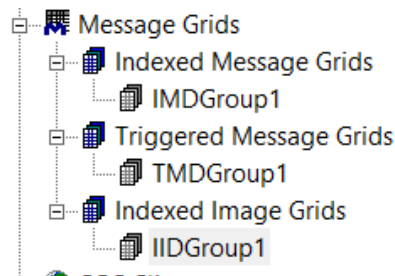 Message Grids
Indexed Message Grids
IMDGroup1
Triggered Message Grids
TMDGroup1
Indexed Image Grids
IIDGroup1